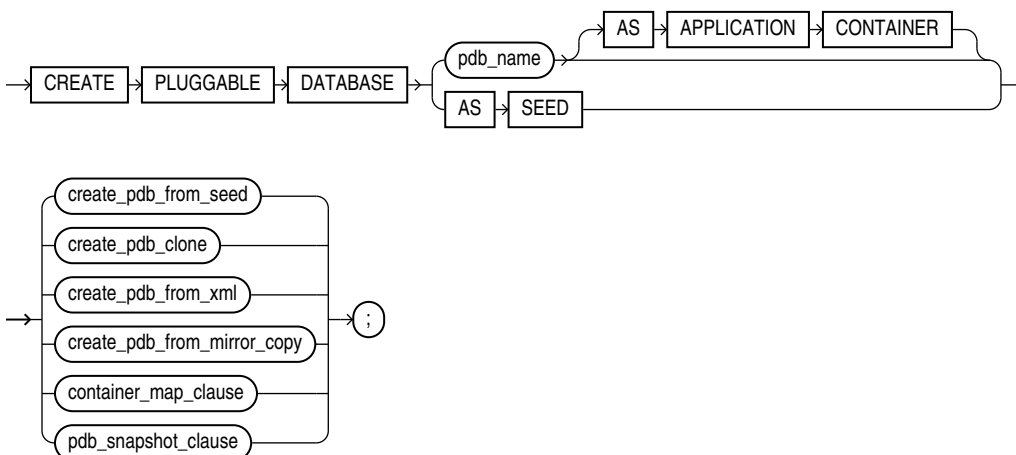 AS APPLICATION CONTAINER
pdb_name
CREATE PLUGGABLE DATABASE
AS SEED
create_pdb_from_seed
create_pdb_clone
create_pdb_from_xml
;
create_pdb_from_mirror_copy
container_map_clause
pdb_snapshot_clause